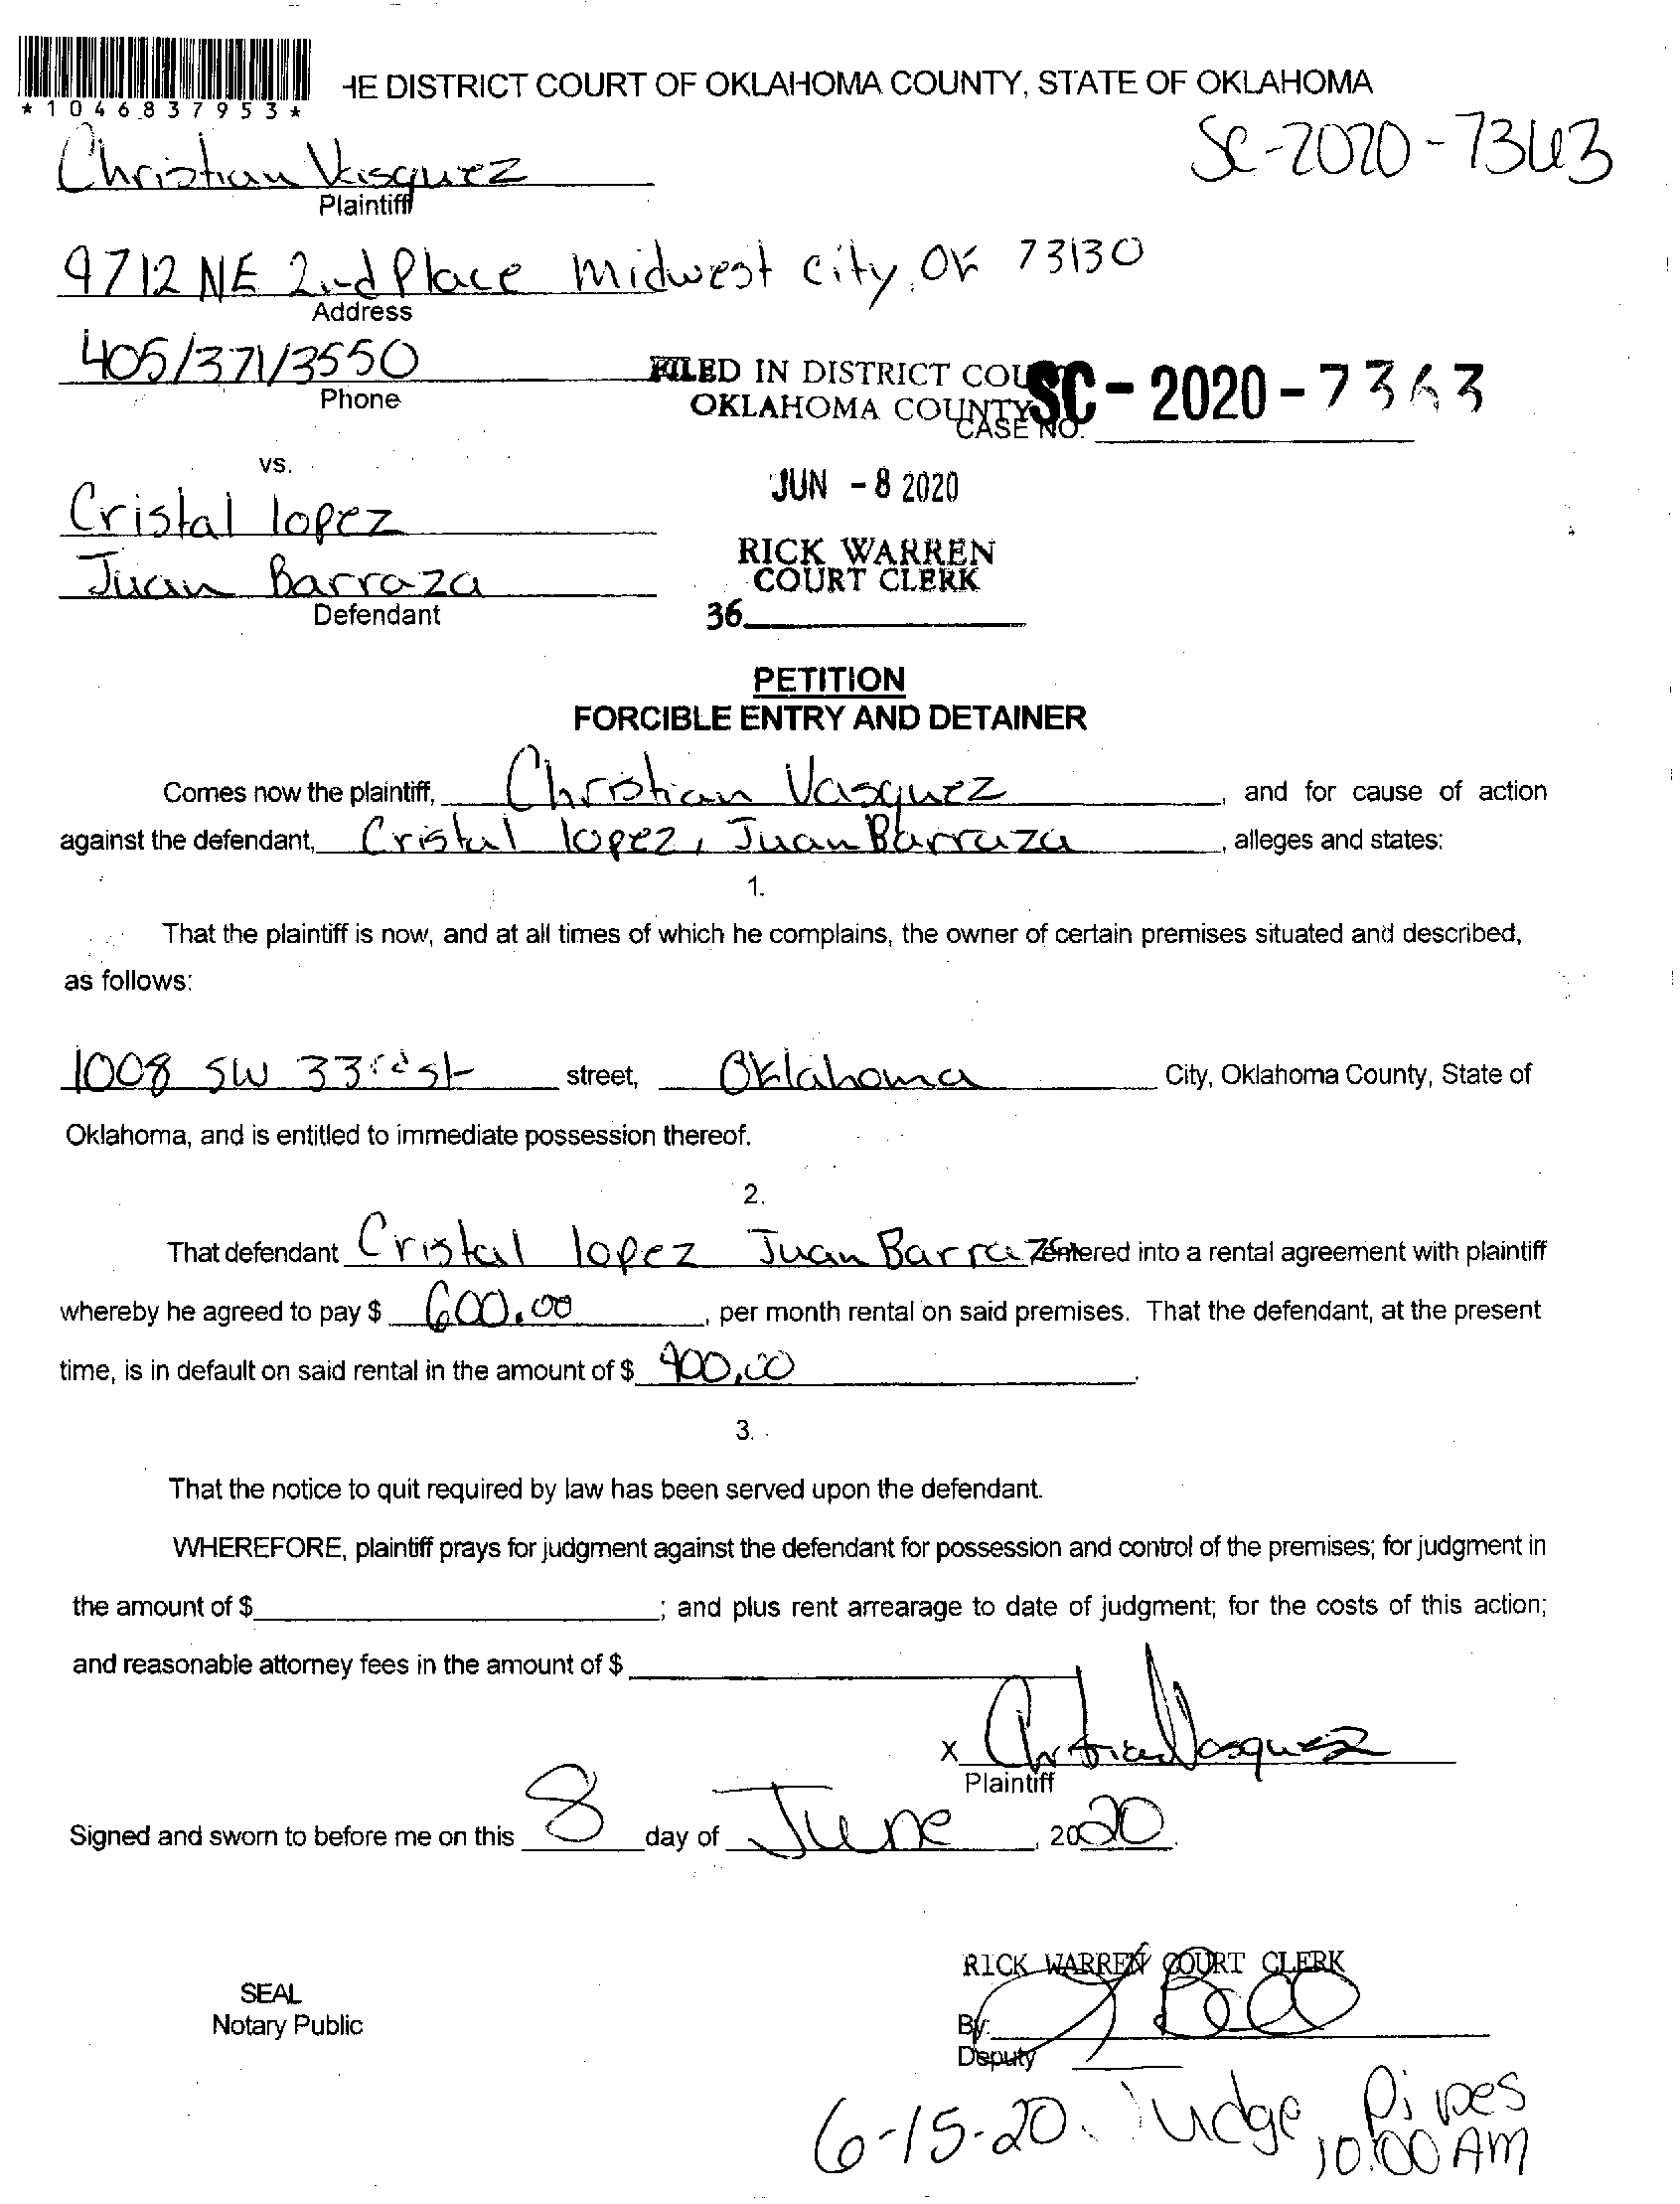 *1046837953*
HE DISTRICT COURT OF OKLAHOMA COUNTY, STATE OF OKLAHOMA
SC-2020-7363
Christian Vasquez
Plaintiff
9712 NE 2nd Place Midwest city, OK 73130
Address
405/371/3550
Phone
FILED IN DISTRICT COU
OKLAHOMA COUNTY
CASE NO. SC-2020-7363
vs.
JUN -8 2020
Cristal lopez
RICK WARREN
COURT CLERK
Juan Barraza
Defendant
36
PETITION
FORCIBLE ENTRY AND DETAINER
Comes now the plaintiff, Christian Vasquez, and for cause of action
against the defendant, Cristal lopez, Juan Barraza, alleges and states:
1.
That the plaintiff is now, and at all times of which he complains, the owner of certain premises situated and described,
as follows:
1008 SW 33rd st street, Oklahoma City, Oklahoma County, State of
Oklahoma, and is entitled to immediate possession thereof.
2.
That defendant Cristal lopez Juan Barraza entered into a rental agreement with plaintiff
whereby he agreed to pay $ 600.00, per month rental on said premises. That the defendant, at the present
time, is in default on said rental in the amount of $ 900.00.
3.
That the notice to quit required by law has been served upon the defendant.
WHEREFORE, plaintiff prays for judgment against the defendant for possession and control of the premises; for judgment in
the amount of $ ; and plus rent arrearage to date of judgment; for the costs of this action;
and reasonable attorney fees in the amount of $
x Christian Vasquez
Plaintiff
Signed and sworn to before me on this 8 day of June, 2020.
RICK WARREN COURT CLERK
SEAL
Notary Public
By:
Deputy
6-15-20. Judge Pipes
10:00 AM